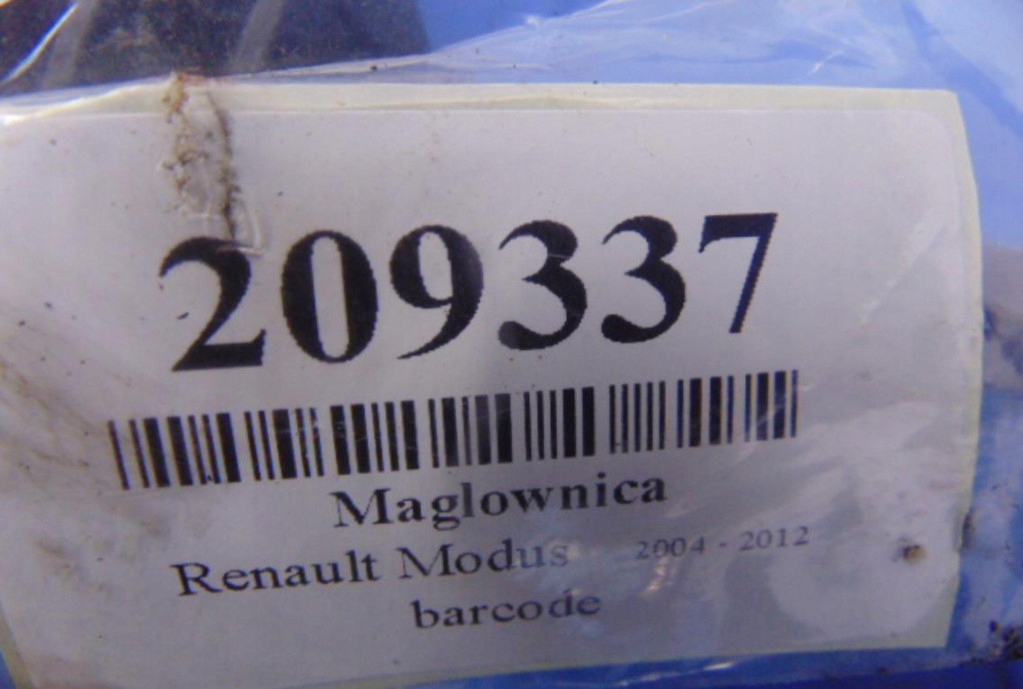 209337
Maglownica
Renault Modus 2004 - 2012
barcode